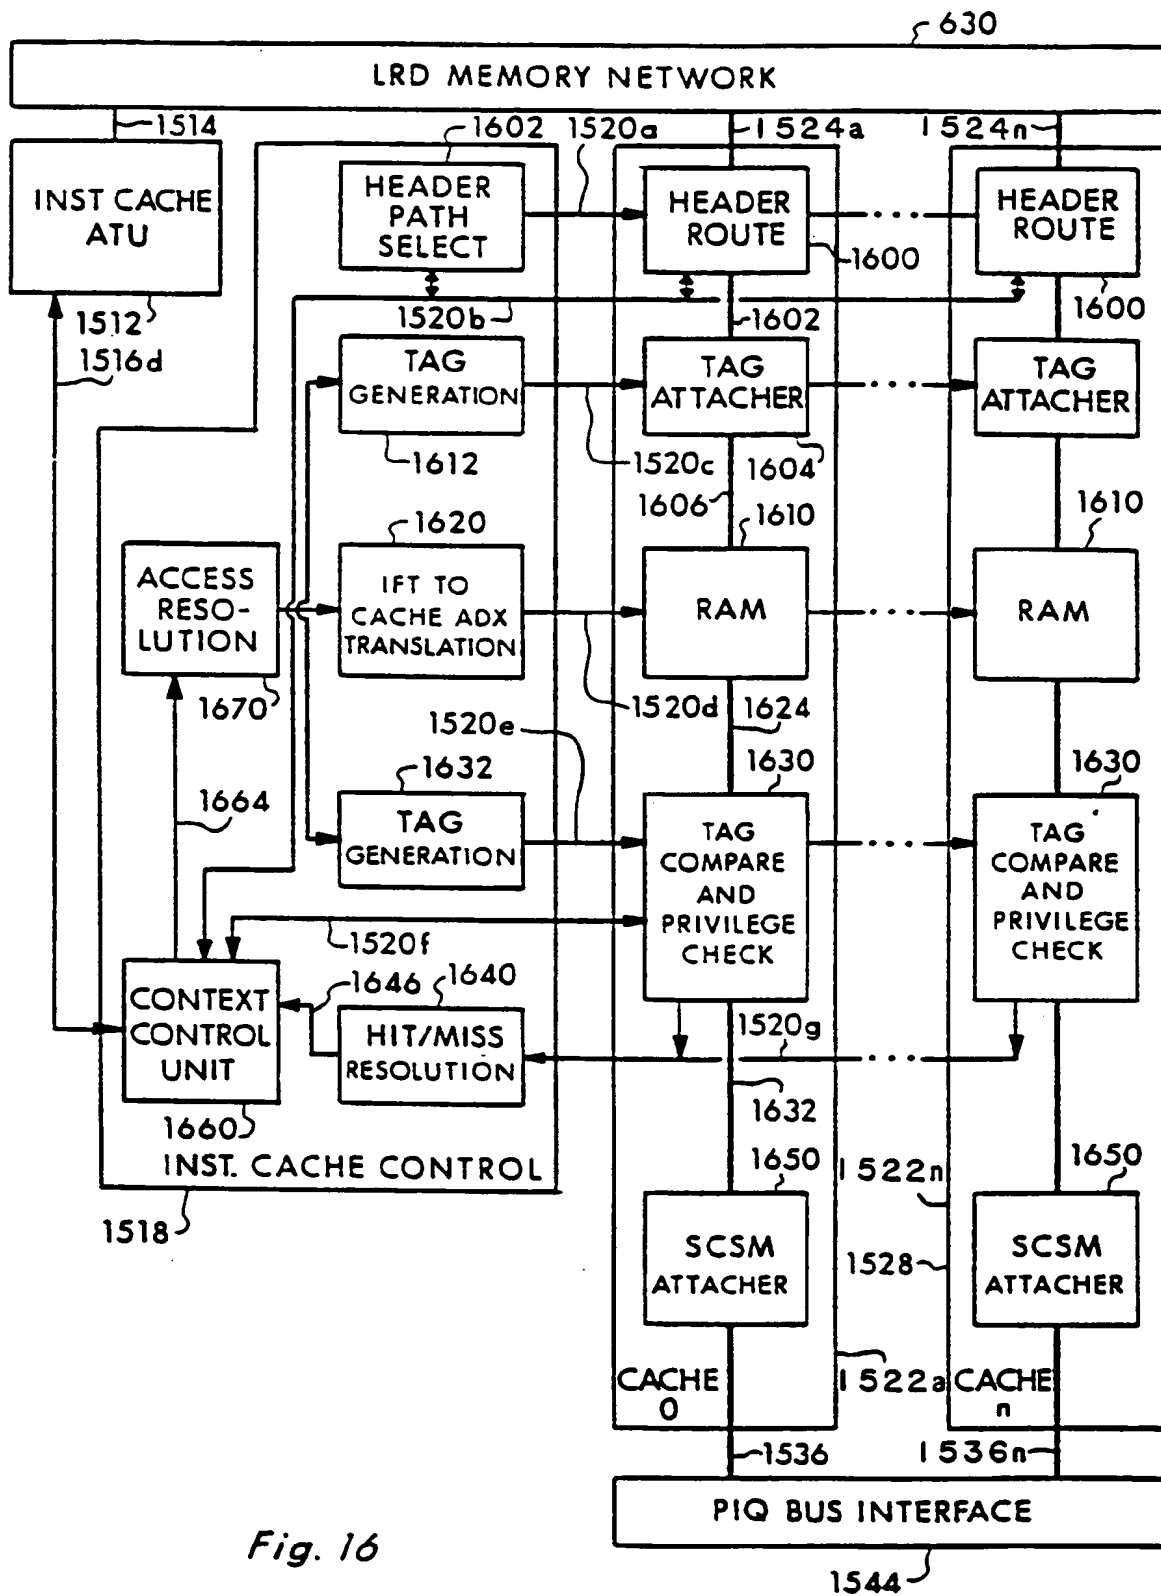 630
LRD MEMORY NETWORK
1514
1602
1520a
1524a
1524n
INST CACHE
ATU
HEADER
PATH
SELECT
HEADER
ROUTE
HEADER
ROUTE
1600
1600
1512
1516d
1520b
1602
TAG
GENERATION
TAG
ATTACHER
TAG
ATTACHER
1612
1520c
1604
1606
1620
1610
1610
ACCESS
RESO-
LUTION
IFT TO
CACHE ADX
TRANSLATION
RAM
RAM
1670
1520d
1624
1520e
1632
1630
1630
1664
TAG
GENERATION
TAG
COMPARE
AND
PRIVILEGE
CHECK
TAG
COMPARE
AND
PRIVILEGE
CHECK
1520f
1646
1640
CONTEXT
CONTROL
UNIT
HIT/MISS
RESOLUTION
1520g
1632
1660
INST. CACHE CONTROL
1518
1650
1522n
1650
SCSM
ATTACHER
1528
SCSM
ATTACHER
CACHE
0
1522a
CACHE
n
1536
1536n
PIQ BUS INTERFACE
1544
Fig. 16